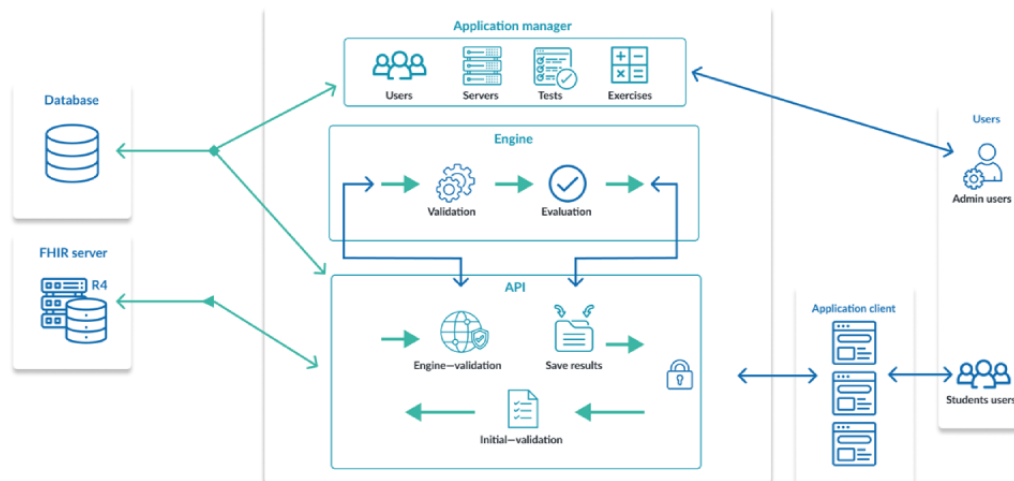 Application manager
Users
Servers
Tests
Exercises
Database
Engine
Validation
Evaluation
Users
Admin users
FHIR server
R4
API
Engine—validation
Save results
Initial—validation
Application client
Students users